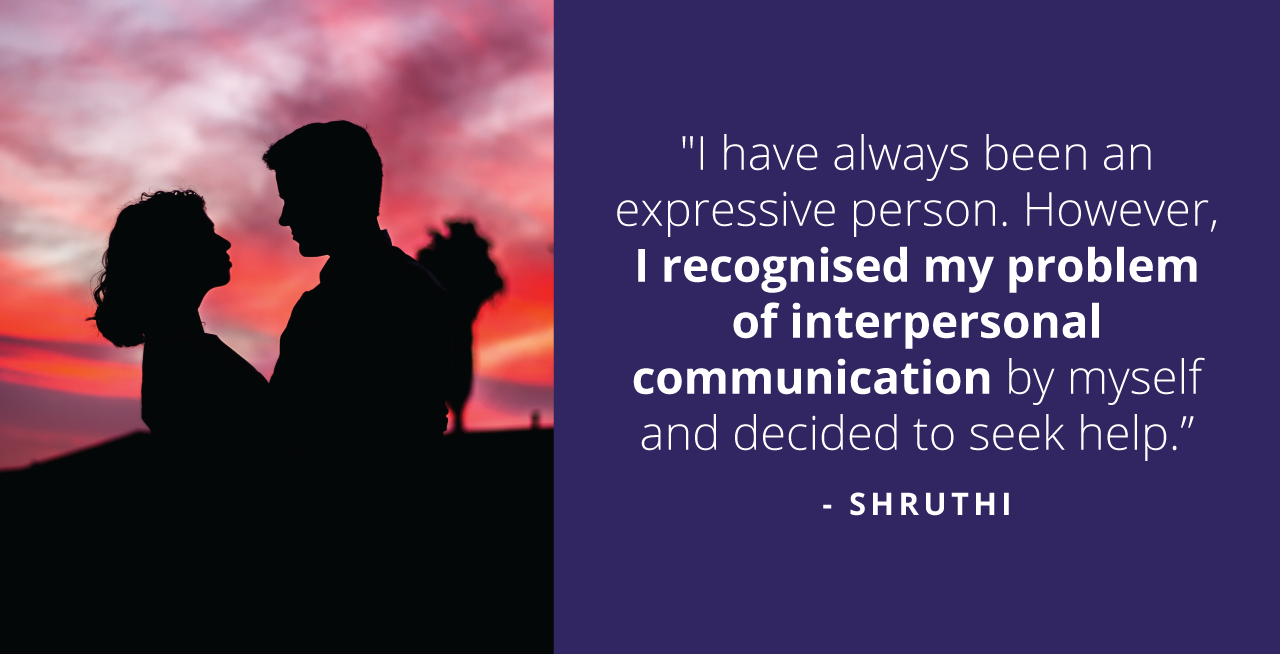 "I have always been an
expressive person. However,
I recognised my problem
of interpersonal
communication by myself
and decided to seek help.”
- SHRUTHI